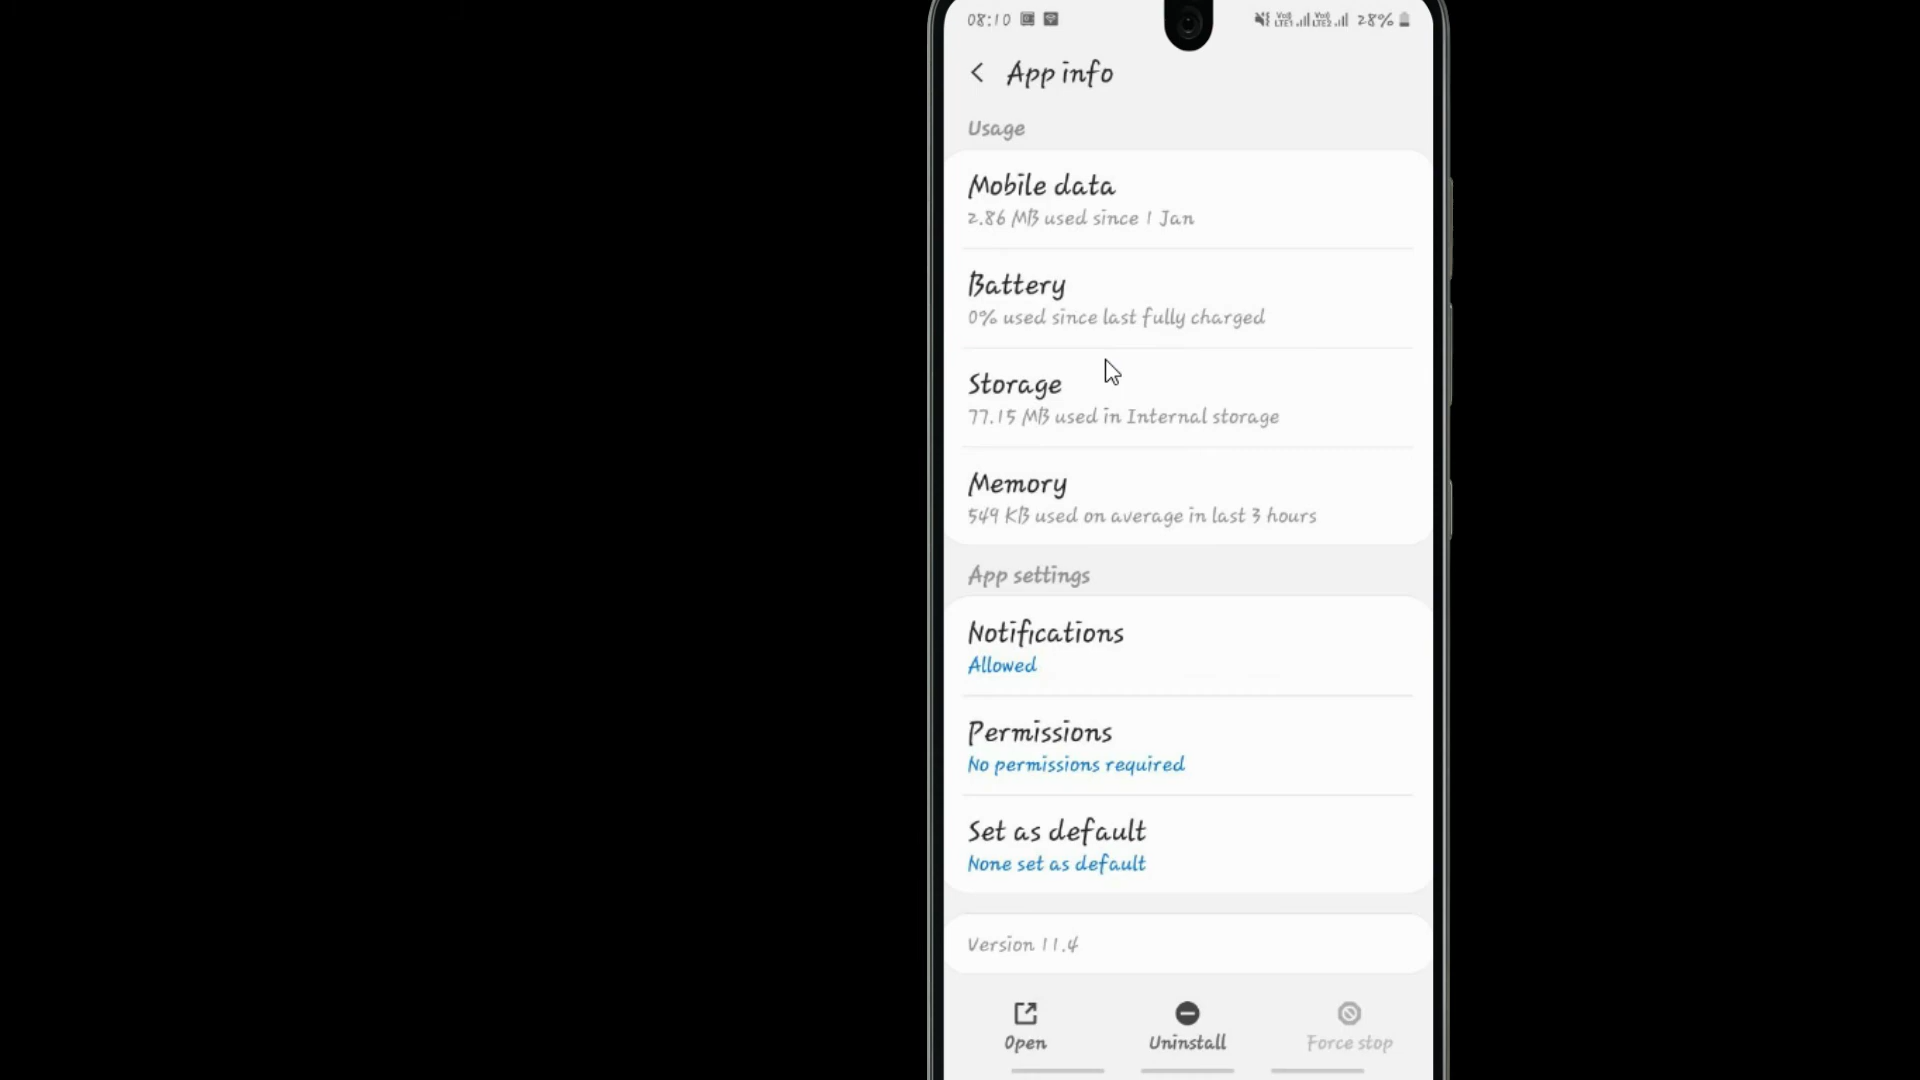 08:10 28%
App info
Usage
Mobile data
2.86 MB used since 1 Jan
Battery
0% used since last fully charged
Storage
77.15 MB used in Internal storage
Memory
549 KB used on average in last 3 hours
App settings
Notifications
Allowed
Permissions
No permissions required
Set as default
None set as default
Version 11.4
Open Uninstall Force stop